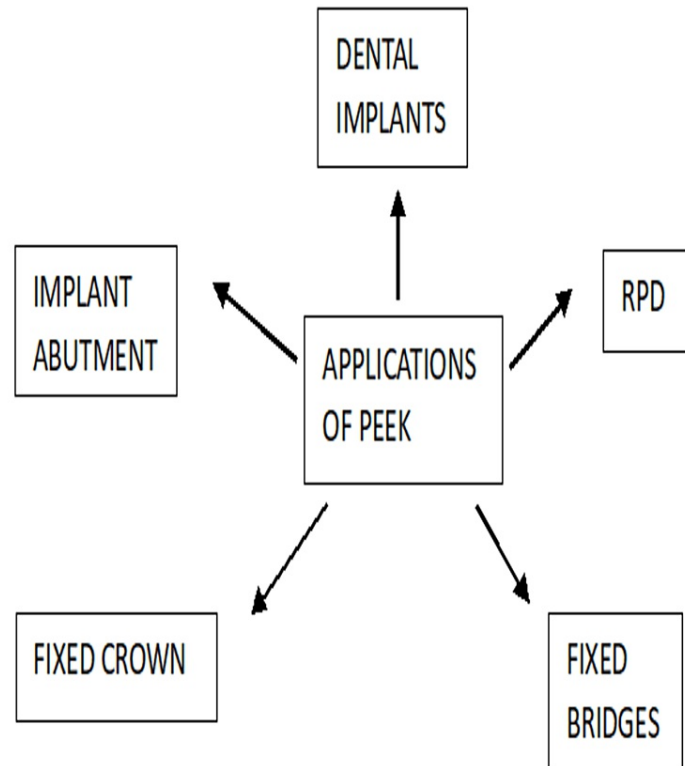 DENTAL
IMPLANTS
IMPLANT
ABUTMENT
RPD
APPLICATIONS
OF PEEK
FIXED CROWN
FIXED
BRIDGES